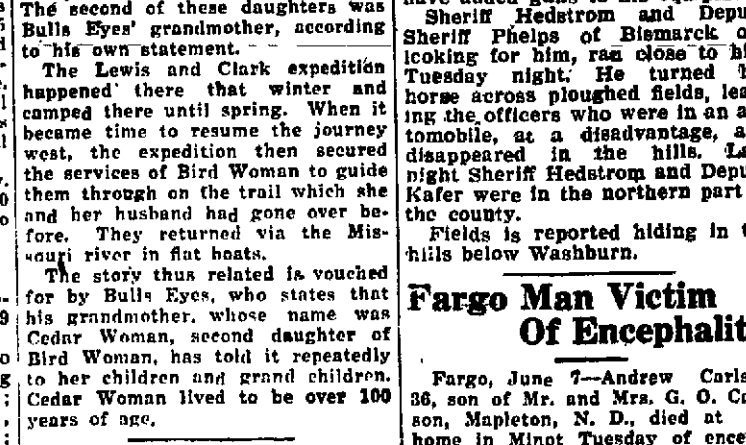 The second of these daughters was
Bulls Eyes' grandmother, according
to his own statement.
The Lewis and Clark expedition
happened there that winter and
camped there until spring. When it
became time to resume the journey
west, the expedition then secured
the services of Bird Woman to guide
them through on the trail which she
and her husband had gone over be-
fore. They returned via the Mis-
souri river in flat boats.
The story thus related is vouched
for by Bulls Eyes, who states that
his grandmother, whose name was
Cedar Woman, second daughter of
Bird Woman, has told it repeatedly
to her children and grand children.
Cedar Woman lived to be over 100
years of age.
Sheriff Hedstrom and Depu
Sheriff Phelps of Bismarck
looking for him, ran close to hi
Tuesday night. He turned
horse across ploughed fields, lea
ing the officers who were in an a
tomobile, at a disadvantage, a
disappeared in the hills. La
night Sheriff Hedstrom and Depu
Kafer were in the northern part
the county.
Fields is reported hiding in t
hills below Washburn.
Fargo Man Victim
Of Encephalit
Fargo, June 7—Andrew Carls
36, son of Mr. and Mrs. G. O. Ca
son, Mapleton, N. D., died at
home in Minot Tuesday of ence